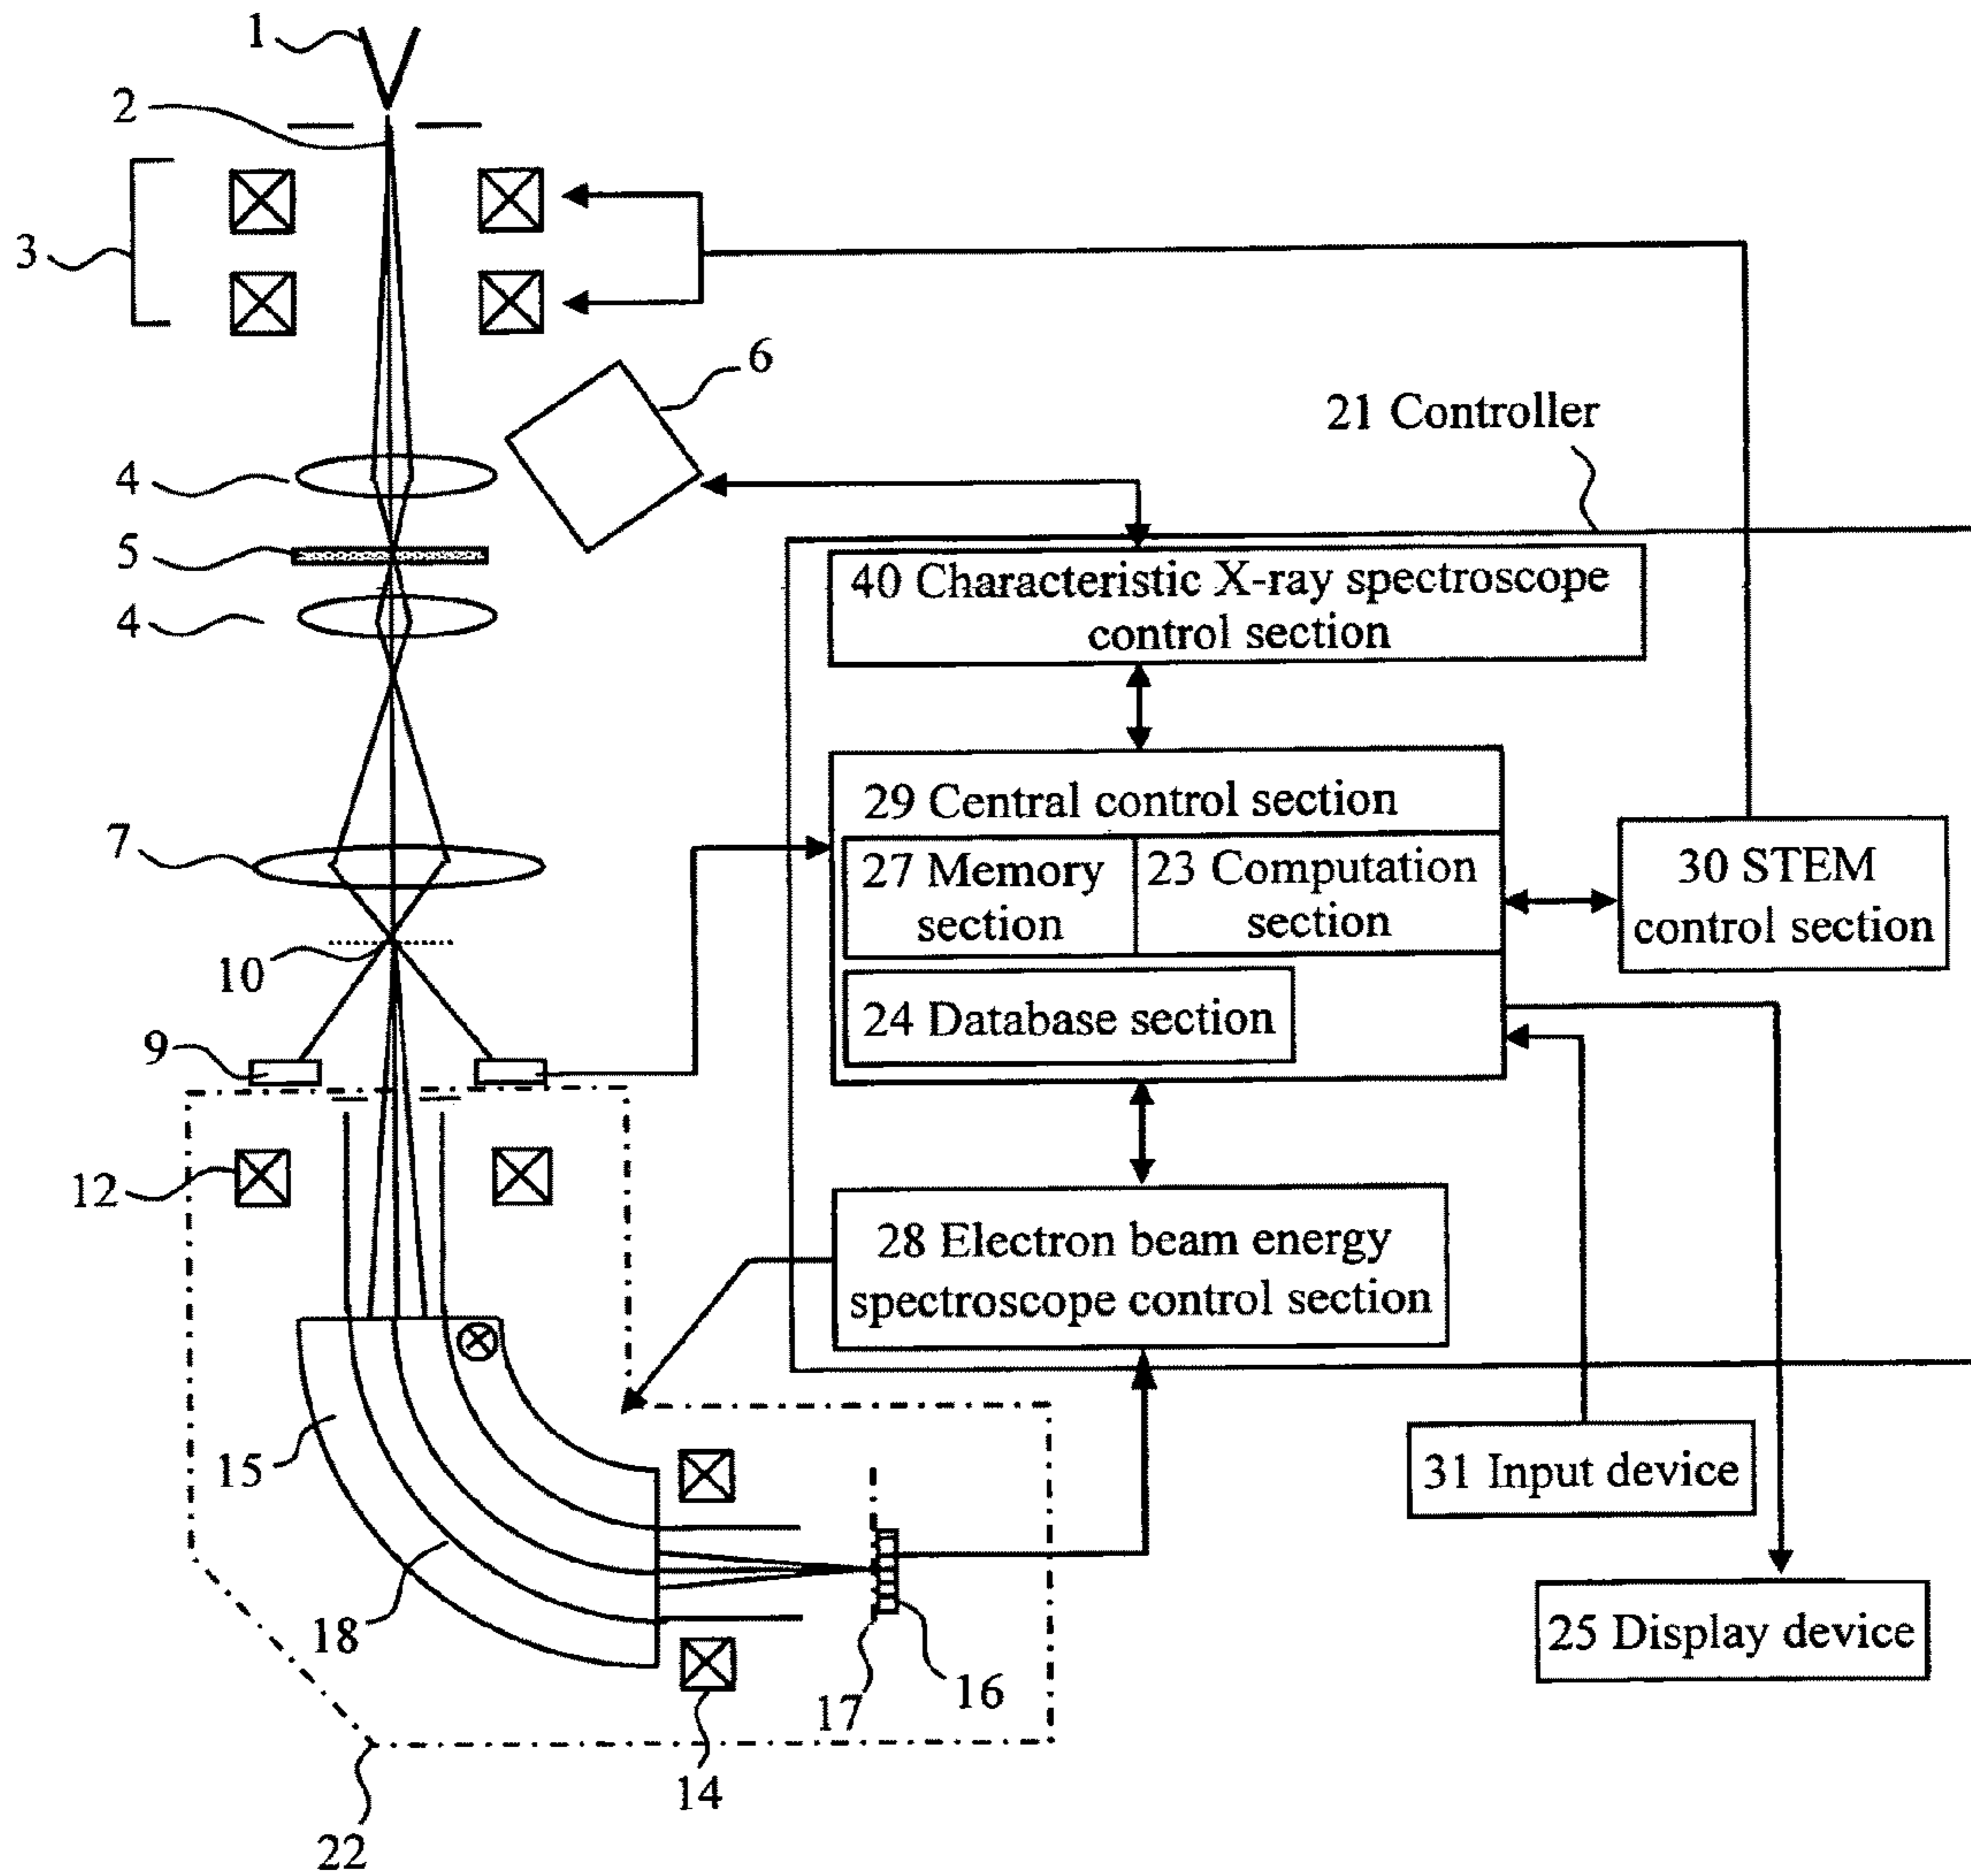 1
2
3
6
21 Controller
4
5
4
40 Characteristic X-ray spectroscope
control section
29 Central control section
7
27 Memory
section
23 Computation
section
30 STEM
control section
10
24 Database section
9
12
28 Electron beam energy
spectroscope control section
15
31 Input device
18
17
16
25 Display device
14
22